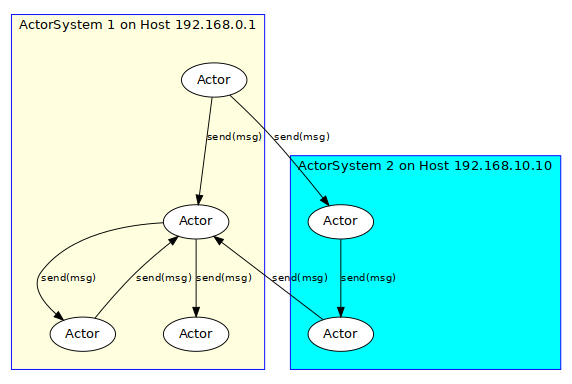 ActorSystem 1 on Host 192.168.0.1
Actor
send(msg)
send(msg)
ActorSystem 2 on Host 192.168.10.10
Actor
Actor
send(msg)
send(msg)
send(msg)
send(msg)
send(msg)
Actor
Actor
Actor